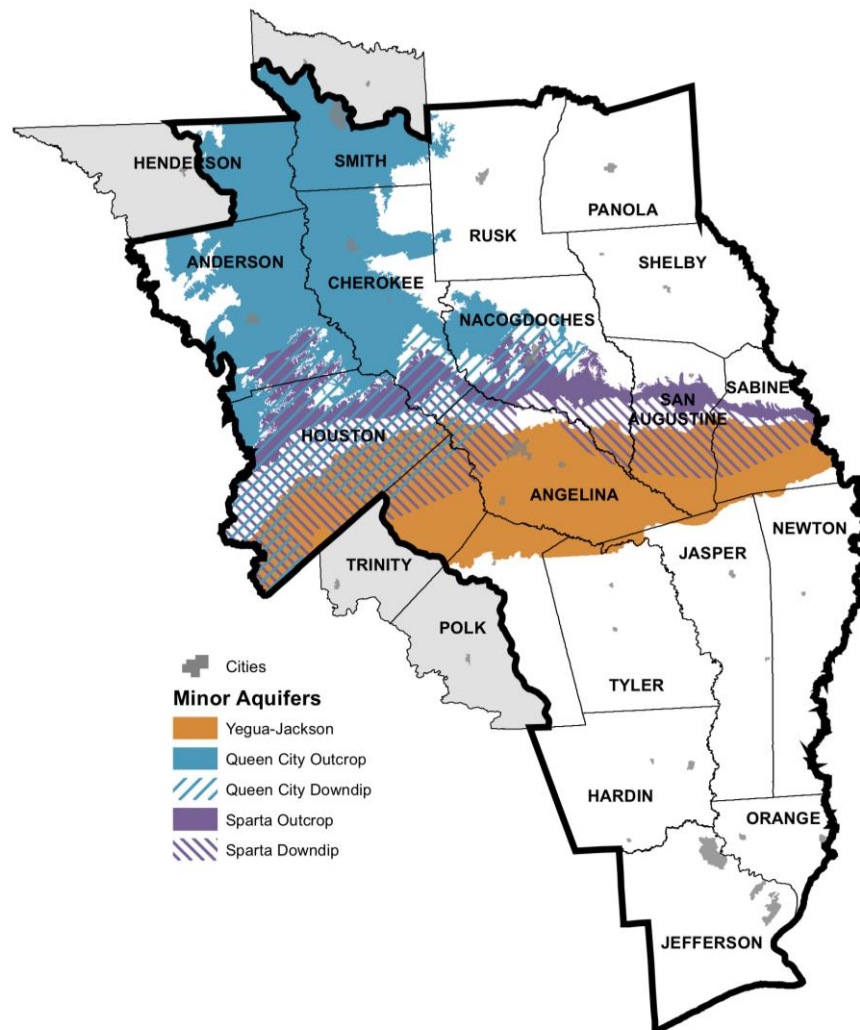 HENDERSON
SMITH
RUSK
PANOLA
ANDERSON
CHEROKEE
SHELBY
NACOGDOCHES
SABINE
SAN
AUGUSTINE
HOUSTON
ANGELINA
NEWTON
JASPER
TRINITY
POLK
TYLER
HARDIN
ORANGE
JEFFERSON
Cities
Minor Aquifers
Yegua-Jackson
Queen City Outcrop
Queen City Downdip
Sparta Outcrop
Sparta Downdip